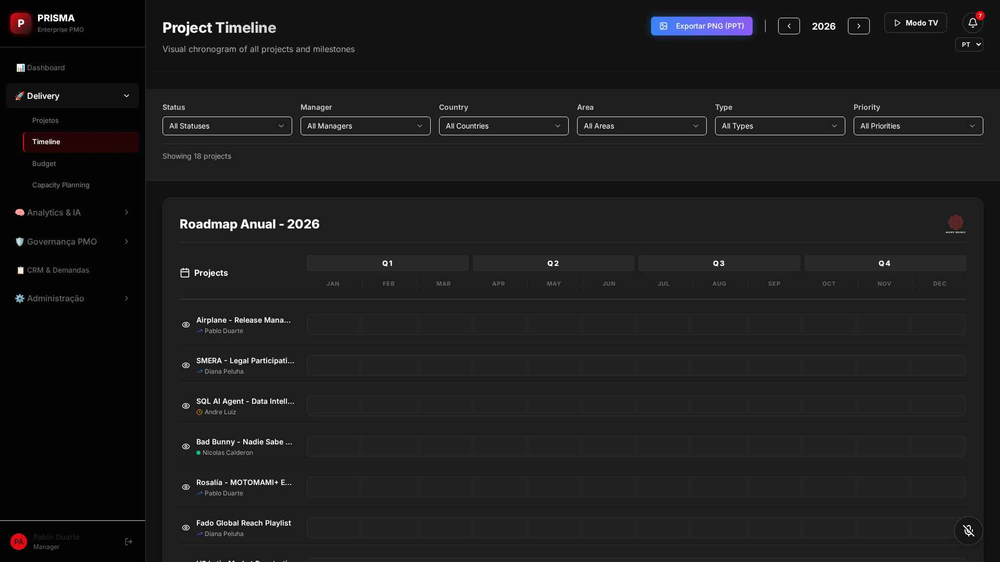 P
PRISMA
Enterprise PMO
📊 Dashboard
🚀 Delivery
Projetos
Timeline
Budget
Capacity Planning
🧠 Analytics & IA
🛡️ Governança PMO
📋 CRM & Demandas
⚙️ Administração
PA
Pablo Duarte
Manager
Project Timeline
Visual chronogram of all projects and milestones
Exportar PNG (PPT)
2026
Modo TV
7
PT
Status
Manager
Country
Area
Type
Priority
All Statuses
All Managers
All Countries
All Areas
All Types
All Priorities
Showing 18 projects
Roadmap Anual - 2026
SONY MUSIC
Projects
Q1
Q2
Q3
Q4
JAN
FEB
MAR
APR
MAY
JUN
JUL
AUG
SEP
OCT
NOV
DEC
Airplane - Release Mana...
Pablo Duarte
SMERA - Legal Participati...
Diana Peluha
SQL AI Agent - Data Intell...
Andre Luiz
Bad Bunny - Nadie Sabe ...
Nicolas Calderon
Rosalía - MOTOMAMI+ E...
Pablo Duarte
Fado Global Reach Playlist
Diana Peluha